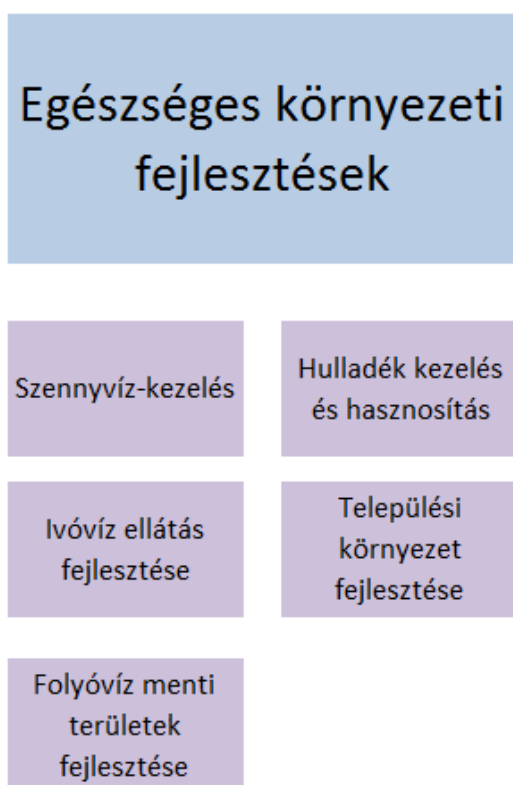 Egészséges környezeti
fejlesztések
Szennyvíz-kezelés
Hulladék kezelés
és hasznosítás
Ivóvíz ellátás
fejlesztése
Települési
környezet
fejlesztése
Folyóvíz menti
területek
fejlesztése